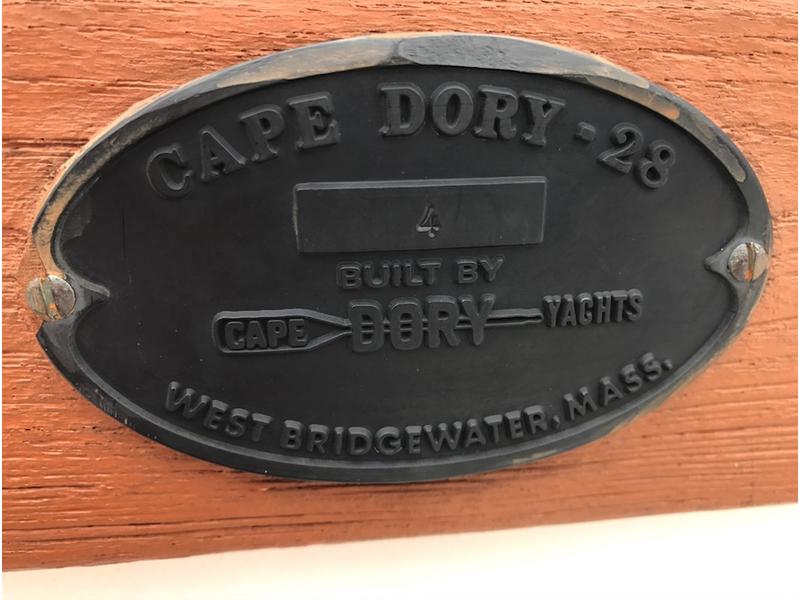 CAPE DORY - 28
4
BUILT BY
CAPE DORY YACHTS
WEST BRIDGEWATER, MASS.